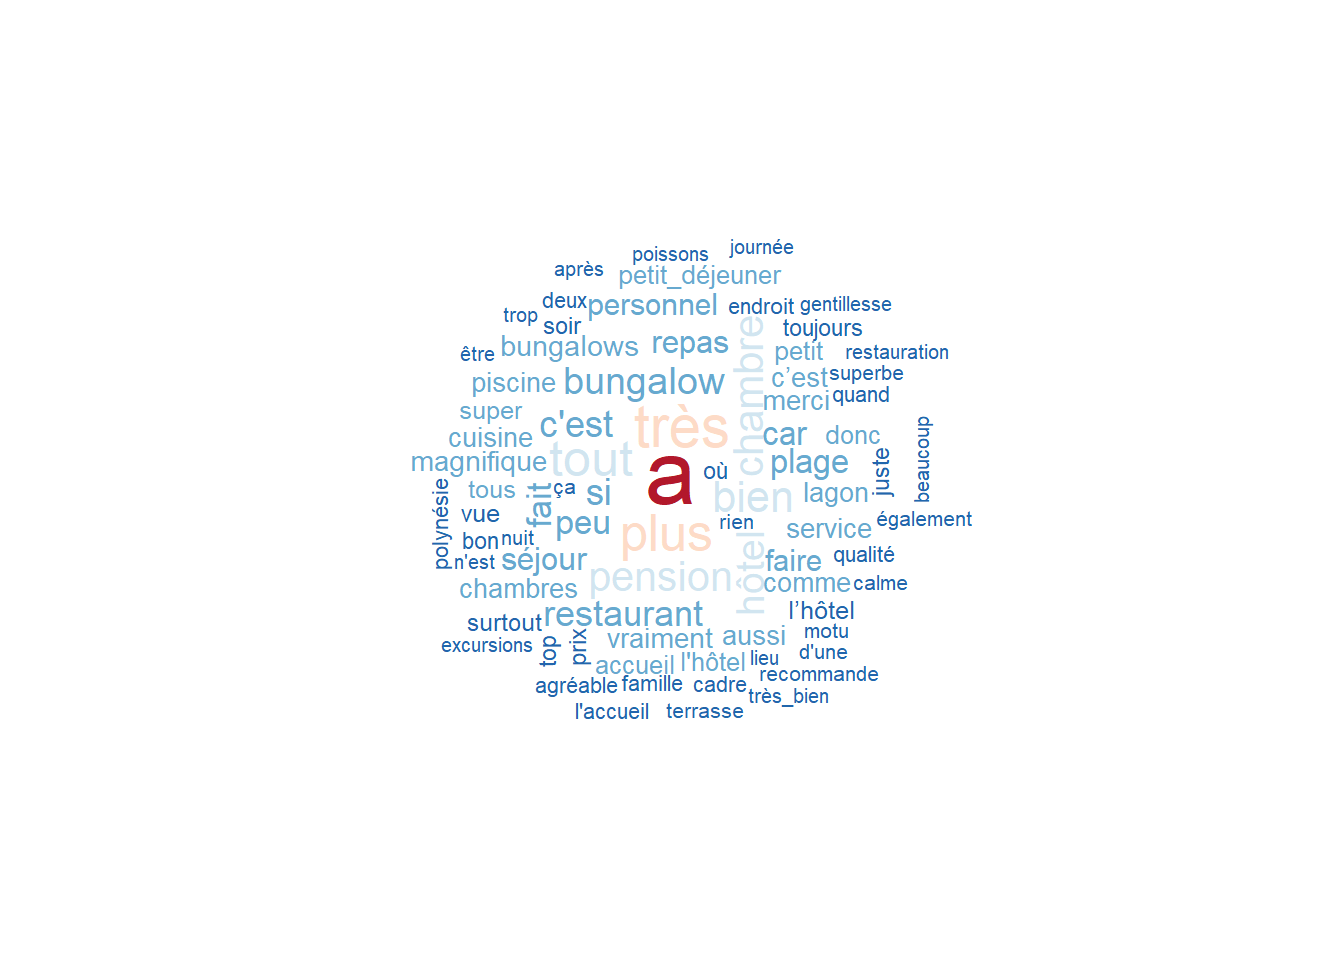 journée
poissons
après
petit_déjeuner
deux
personnel
endroit
gentillesse
trop
soir
toujours
être
bungalows
repas
chambre
petit
restauration
piscine
bungalow
c’est
superbe
super
merci
quand
cuisine
c'est
très
car
donc
beaucoup
magnifique
tout
a
où
plage
juste
tous
ça
si
bien
lagon
polynésie
vue
fait
peu
plus
rien
service
également
bon
nuit
n'est
séjour
hôtel
faire
qualité
chambres
pension
comme
calme
surtout
restaurant
l’hôtel
excursions
top
prix
vraiment
aussi
motu
accueil
l'hôtel
lieu
d'une
agréable
famille
cadre
recommande
très_bien
l'accueil
terrasse